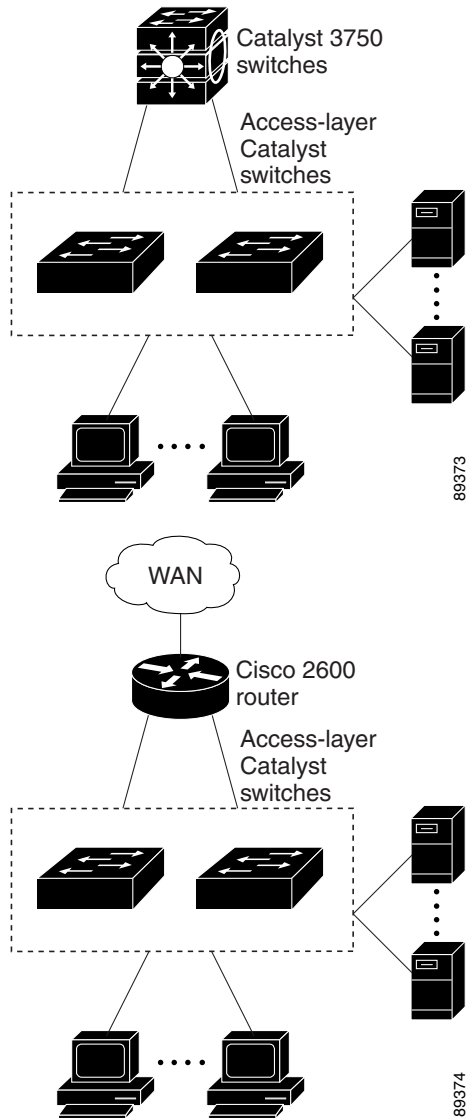 Catalyst 3750
switches
Access-layer
Catalyst
switches
89373
WAN
Cisco 2600
router
Access-layer
Catalyst
switches
89374